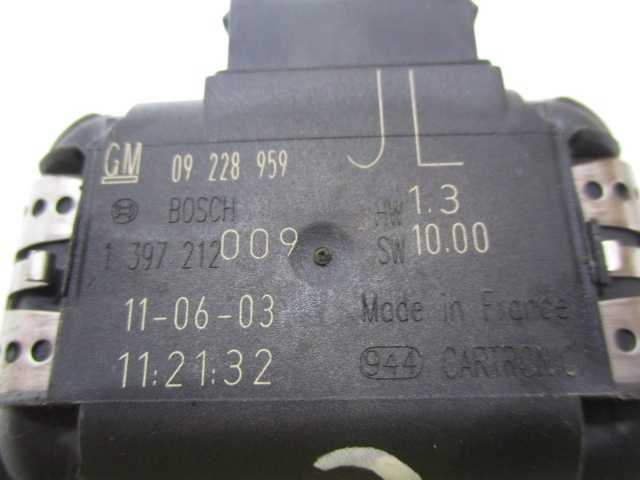 JL
GM 09 228 959
BOSCH HW 1.3
1 397 212 009 SW 10.00
11-06-03 Made in France
11:21:32 944 CARTRONIC